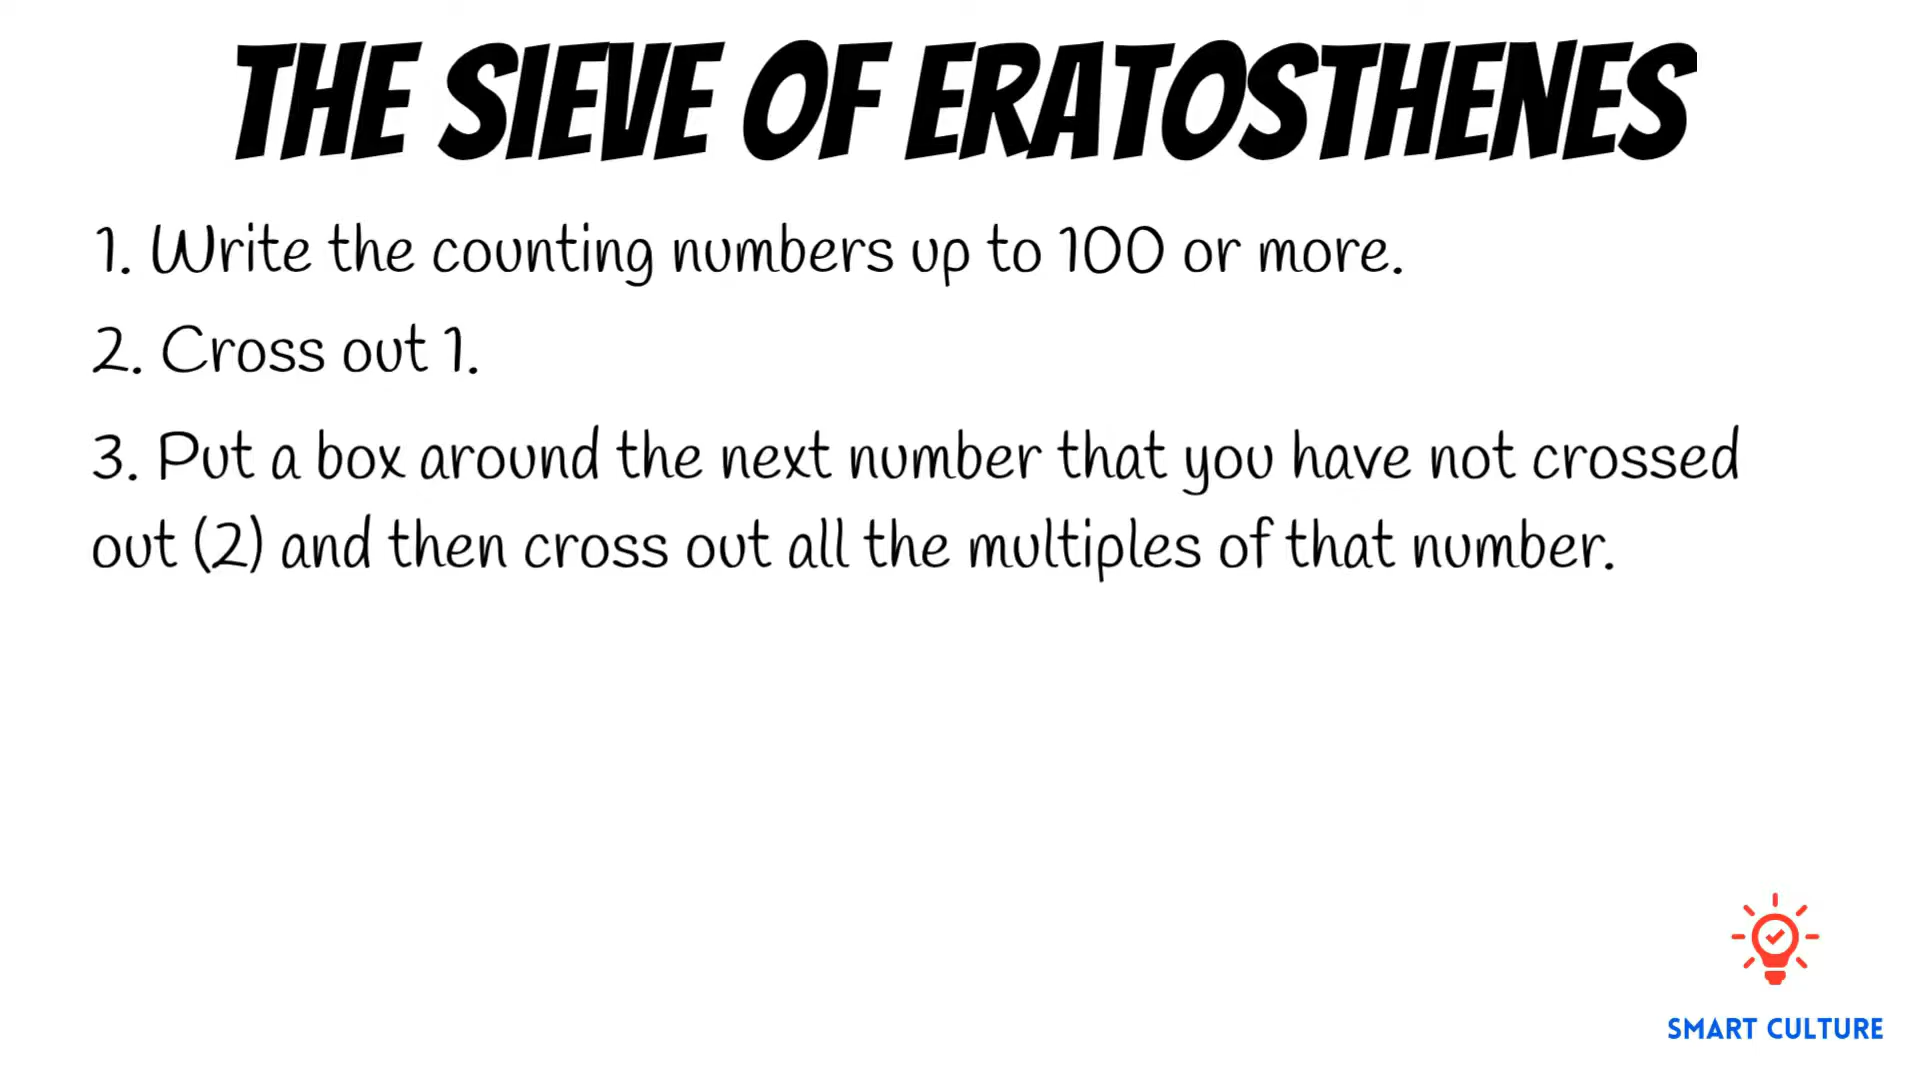 THE SIEVE OF ERATOSTHENES
1. Write the counting numbers up to 100 or more.
2. Cross out 1.
3. Put a box around the next number that you have not crossed
out (2) and then cross out all the multiples of that number.
SMART CULTURE